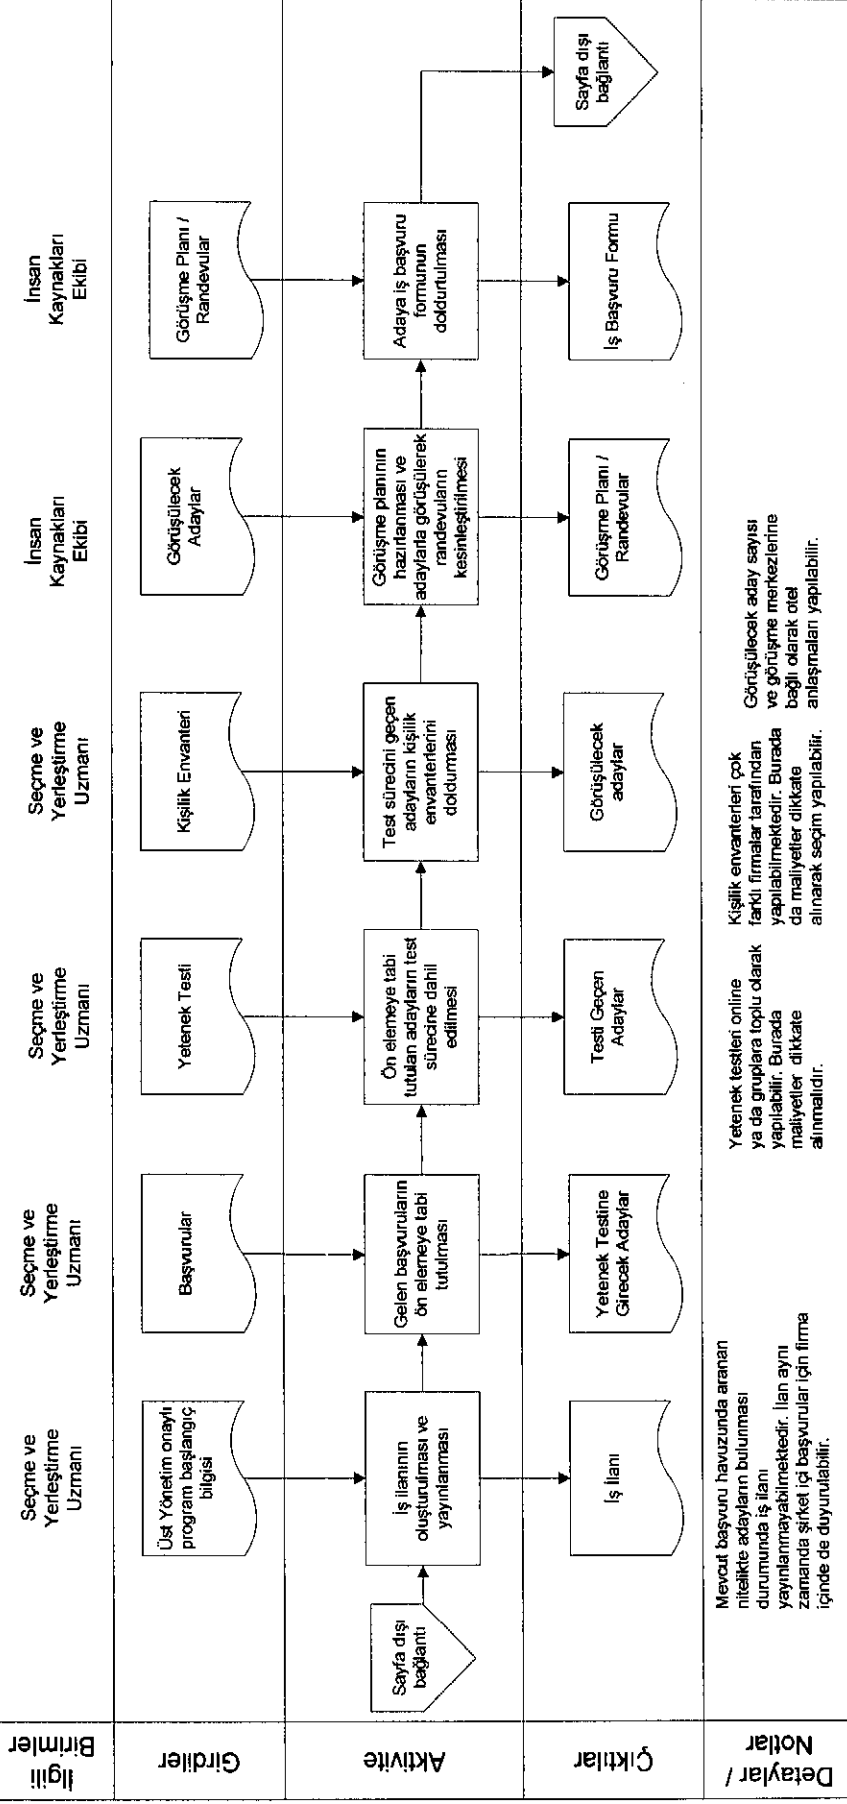 İlgili
Birimler
Seçme ve
Yerleştirme
Uzmanı
Seçme ve
Yerleştirme
Uzmanı
Seçme ve
Yerleştirme
Uzmanı
Seçme ve
Yerleştirme
Uzmanı
İnsan
Kaynakları
Ekibi
İnsan
Kaynakları
Ekibi
Girdiler
Üst Yönetim onaylı
program başlangıç
bilgisi
Başvurular
Yetenek Testi
Kişilik Envanteri
Görüşülecek
Adaylar
Görüşme Planı /
Randevular
Aktivite
Sayfa dışı
bağlantı
İş ilanının
oluşturulması ve
yayınlanması
Gelen başvuruların
ön elemeye tabi
tutulması
Ön elemeye tabi
tutulan adayların test
sürecine dahil
edilmesi
Test sürecini geçen
adayların kişilik
envanterlerini
doldurması
Görüşme planının
hazırlanması ve
adaylarla görüşülerek
randevuların
kesinleştirilmesi
Adaya iş başvuru
formunun
doldurtulması
Çıktılar
İş İlanı
Yetenek Testine
Girecek Adaylar
Testi Geçen
Adaylar
Görüşülecek
adaylar
Görüşme Planı /
Randevular
İş Başvuru Formu
Sayfa dışı
bağlantı
Detaylar /
Notlar
Mevcut başvuru havuzunda aranan
nitelikte adayların bulunması
durumunda iş ilanı
yayınlanmayabilmektedir. İlan aynı
zamanda şirket içi başvurular için firma
içinde de duyurulabilir.
Yetenek testleri online
ya da gruplara toplu olarak
yapılabilir. Burada
maliyetler dikkate
alınmalıdır.
Kişilik envanterleri çok
farklı firmalar tarafından
yapılabilmektedir. Burada
da maliyetler dikkate
alınarak seçim yapılabilir.
Görüşülecek aday sayısı
ve görüşme merkezlerine
bağlı olarak otel
anlaşmaları yapılabilir.